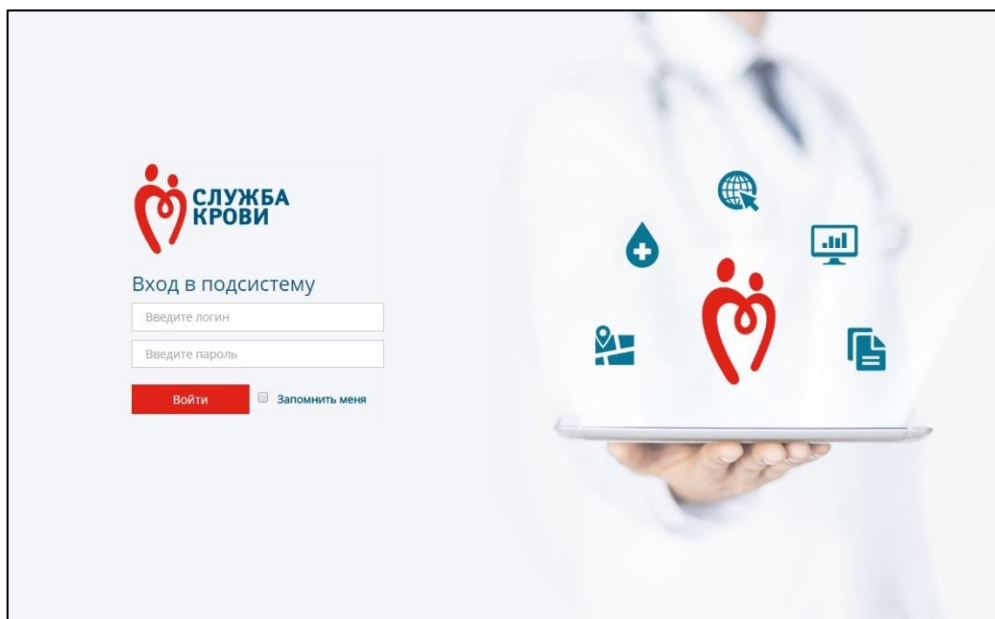 СЛУЖБА
КРОВИ
Вход в подсистему
Введите логин
Введите пароль
Войти
Запомнить меня